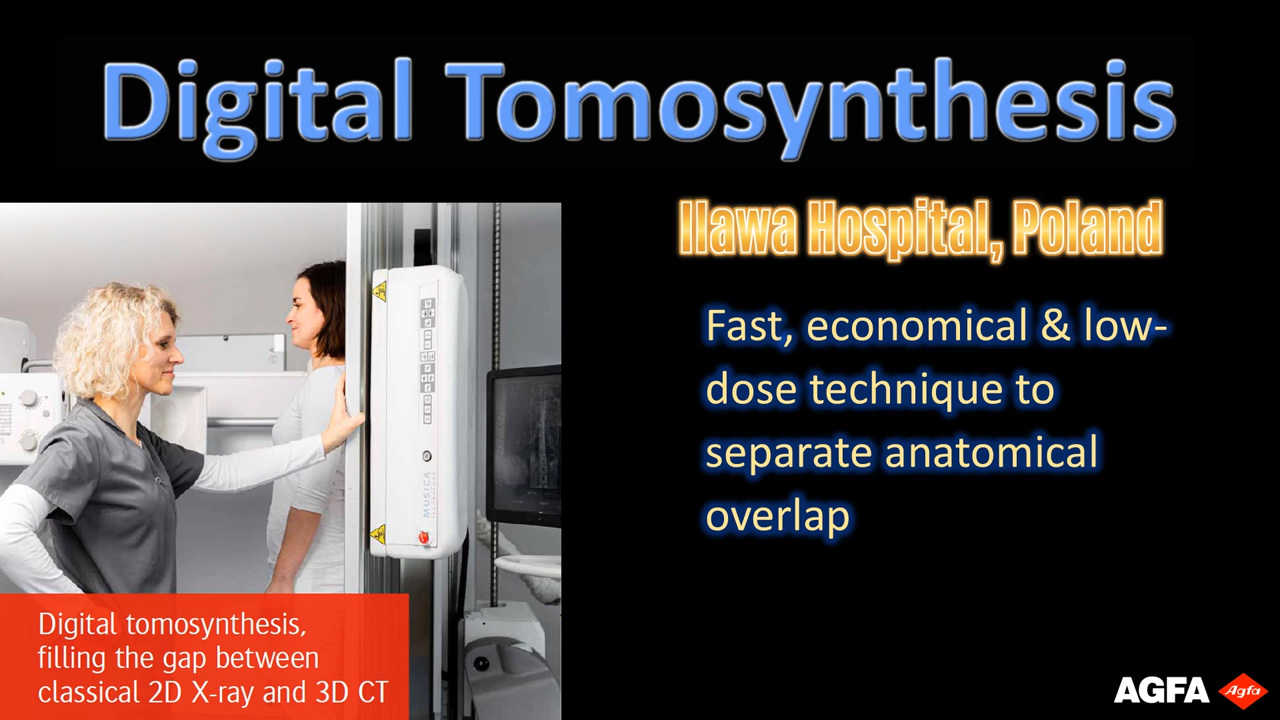 Digital Tomosynthesis
Ilawa Hospital, Poland
Fast, economical & low-
dose technique to
separate anatomical
overlap
MUSICA
Digital tomosynthesis,
filling the gap between
classical 2D X-ray and 3D CT
AGFA
Agfa